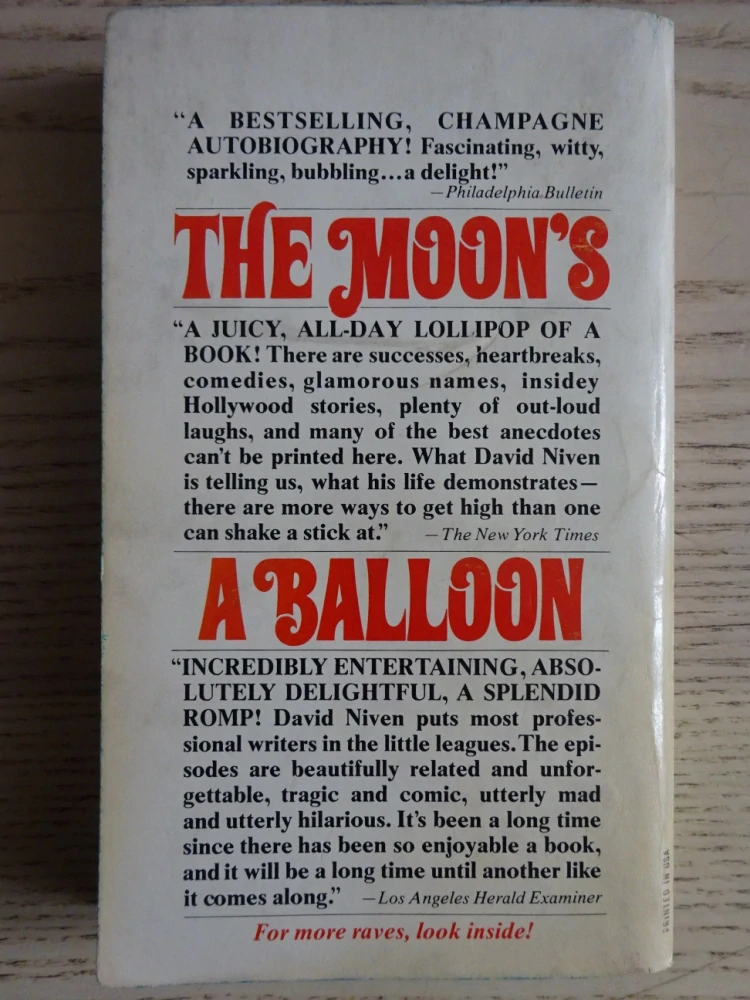 “A BESTSELLING, CHAMPAGNE
AUTOBIOGRAPHY! Fascinating, witty,
sparkling, bubbling...a delight!”
—Philadelphia Bulletin
THE MOON'S
“A JUICY, ALL-DAY LOLLIPOP OF A
BOOK! There are successes, heartbreaks,
comedies, glamorous names, insidey
Hollywood stories, plenty of out-loud
laughs, and many of the best anecdotes
can't be printed here. What David Niven
is telling us, what his life demonstrates—
there are more ways to get high than one
can shake a stick at.” —The New York Times
A BALLOON
“INCREDIBLY ENTERTAINING, ABSO-
LUTELY DELIGHTFUL, A SPLENDID
ROMP! David Niven puts most profes-
sional writers in the little leagues. The epi-
sodes are beautifully related and unfor-
gettable, tragic and comic, utterly mad
and utterly hilarious. It's been a long time
since there has been so enjoyable a book,
and it will be a long time until another like
it comes along.” —Los Angeles Herald Examiner
For more raves, look inside!
PRINTED IN USA